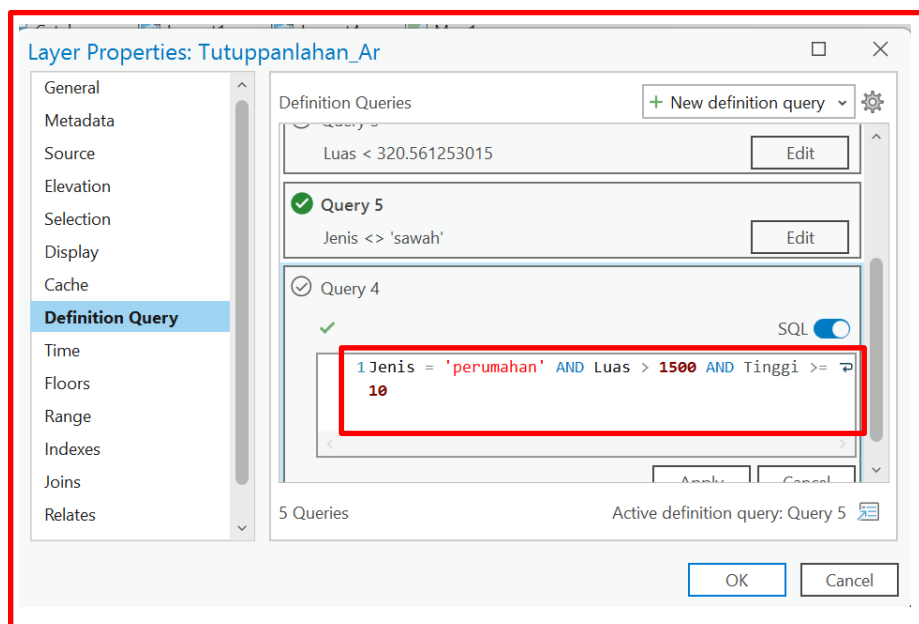 Layer Properties: Tutuppanlahan_Ar
General
Metadata
Source
Elevation
Selection
Display
Cache
Definition Query
Time
Floors
Range
Indexes
Joins
Relates
Definition Queries
+ New definition query
Luas < 320.561253015
Edit
Query 5
Jenis <> 'sawah'
Edit
Query 4
SQL
1 Jenis = 'perumahan' AND Luas > 1500 AND Tinggi >=
10
Apply Cancel
5 Queries
Active definition query: Query 5
OK
Cancel